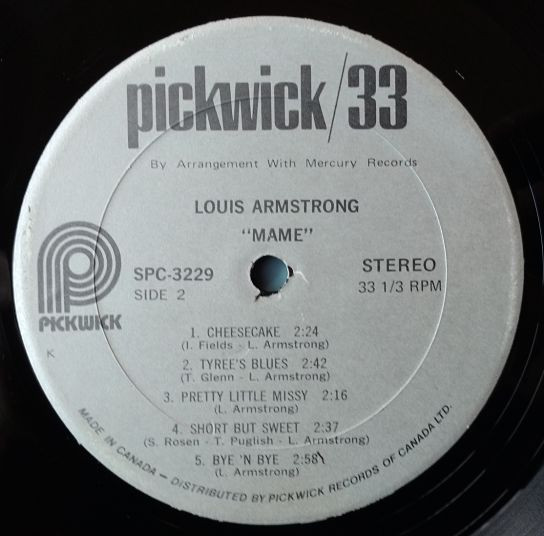 pickwick/33
By Arrangement With Mercury Records
LOUIS ARMSTRONG
"MAME"
SPC-3229
SIDE 2
STEREO
33 1/3 RPM
PICKWICK
K
1. CHEESECAKE 2:24
(I. Fields - L. Armstrong)
2. TYREE'S BLUES 2:42
(T. Glenn - L. Armstrong)
3. PRETTY LITTLE MISSY 2:16
(L. Armstrong)
4. SHORT BUT SWEET 2:37
(S. Rosen - T. Puglish - L. Armstrong)
5. BYE 'N BYE 2:58
(L. Armstrong)
MADE IN CANADA — DISTRIBUTED BY PICKWICK RECORDS OF CANADA LTD.